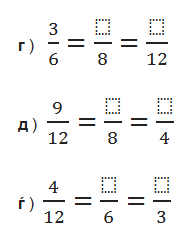 г) 3/6 = ⬚/8 = ⬚/12
д) 9/12 = ⬚/8 = ⬚/4
ѓ) 4/12 = ⬚/6 = ⬚/3